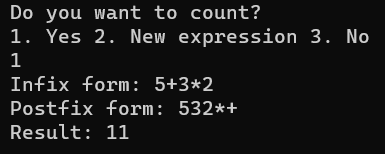 Do you want to count?
1. Yes 2. New expression 3. No
1
Infix form: 5+3*2
Postfix form: 532*+
Result: 11